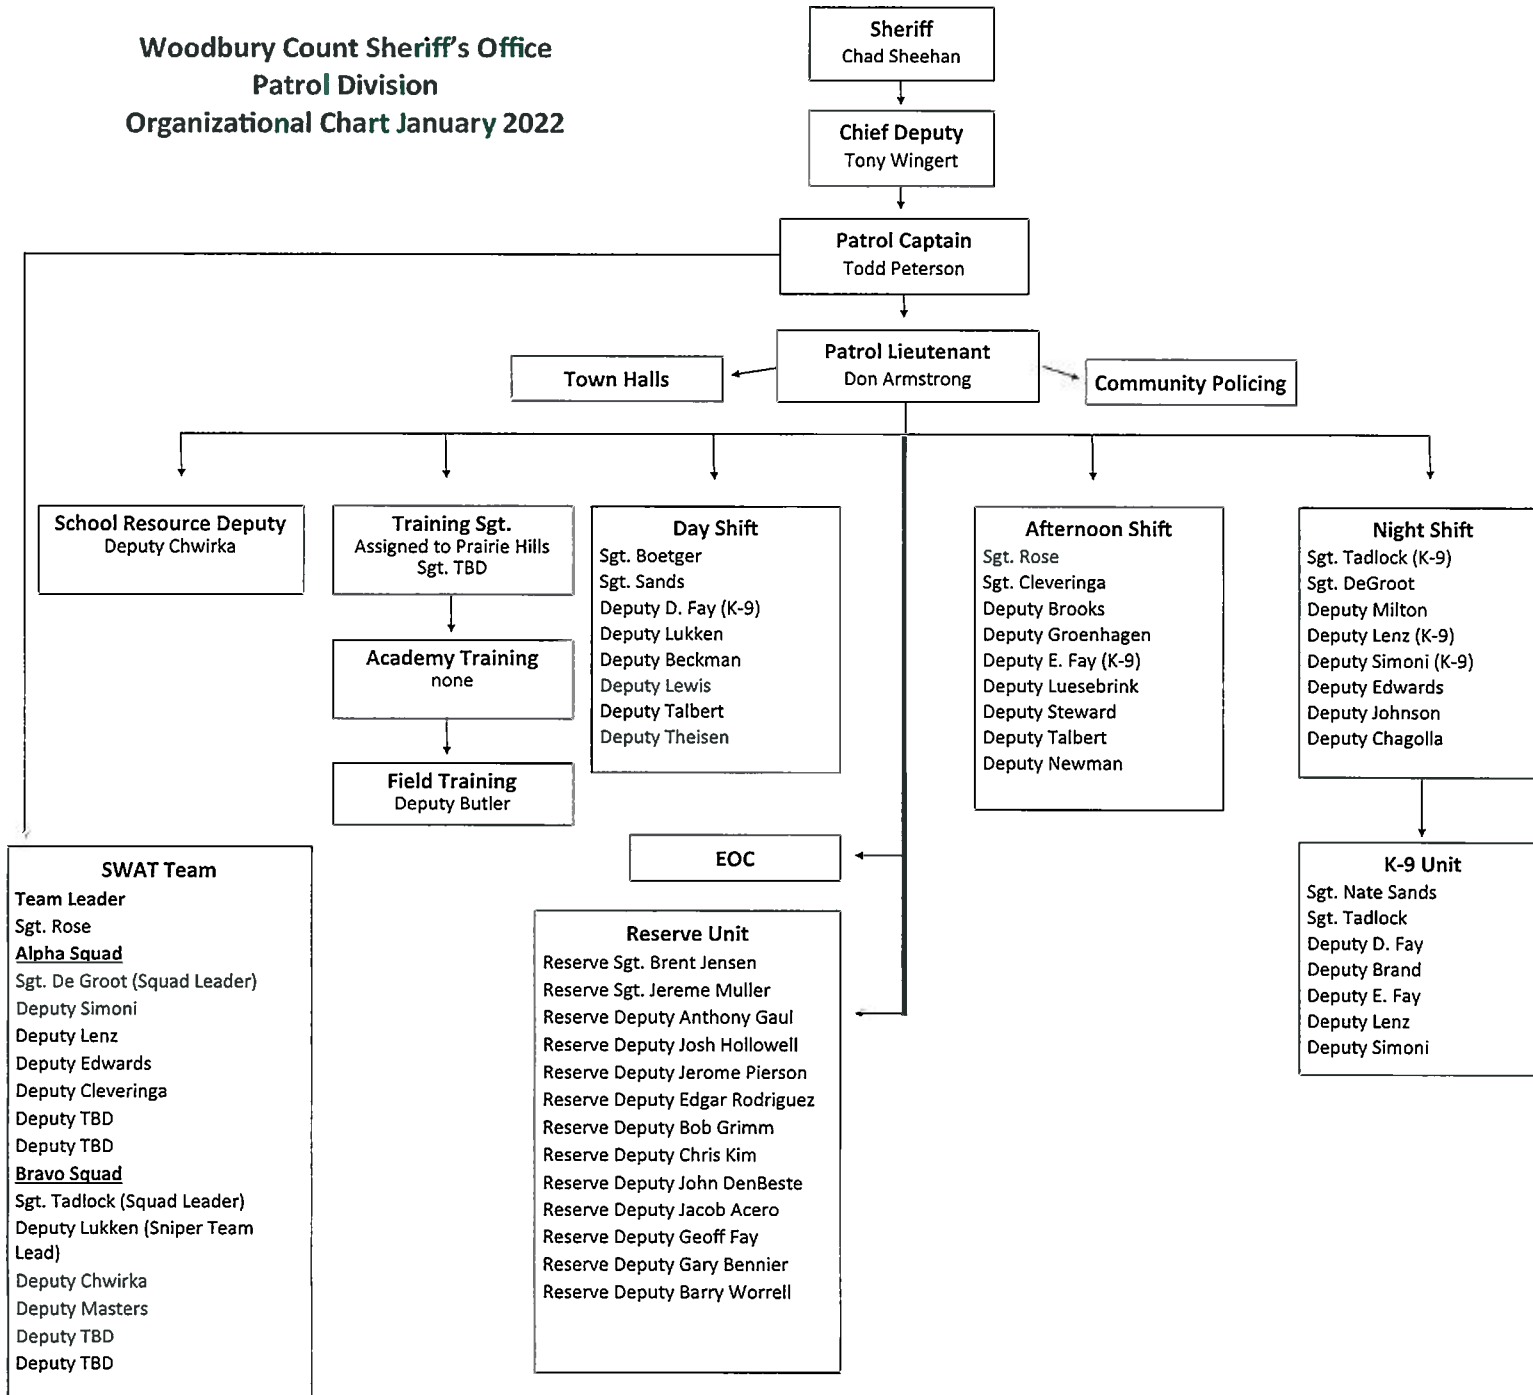 Woodbury Count Sheriff's Office
Patrol Division
Organizational Chart January 2022
Sheriff
Chad Sheehan
Chief Deputy
Tony Wingert
Patrol Captain
Todd Peterson
Patrol Lieutenant
Don Armstrong
Town Halls
Community Policing
School Resource Deputy
Deputy Chwirka
Training Sgt.
Assigned to Prairie Hills
Sgt. TBD
Academy Training
none
Field Training
Deputy Butler
Day Shift
Sgt. Boetger
Sgt. Sands
Deputy D. Fay (K-9)
Deputy Lukken
Deputy Beckman
Deputy Lewis
Deputy Talbert
Deputy Theisen
Afternoon Shift
Sgt. Rose
Sgt. Cleveringa
Deputy Brooks
Deputy Groenhagen
Deputy E. Fay (K-9)
Deputy Luesebrink
Deputy Steward
Deputy Talbert
Deputy Newman
Night Shift
Sgt. Tadlock (K-9)
Sgt. DeGroot
Deputy Milton
Deputy Lenz (K-9)
Deputy Simoni (K-9)
Deputy Edwards
Deputy Johnson
Deputy Chagolla
SWAT Team
Team Leader
Sgt. Rose
Alpha Squad
Sgt. De Groot (Squad Leader)
Deputy Simoni
Deputy Lenz
Deputy Edwards
Deputy Cleveringa
Deputy TBD
Deputy TBD
Bravo Squad
Sgt. Tadlock (Squad Leader)
Deputy Lukken (Sniper Team
Lead)
Deputy Chwirka
Deputy Masters
Deputy TBD
Deputy TBD
EOC
Reserve Unit
Reserve Sgt. Brent Jensen
Reserve Sgt. Jereme Muller
Reserve Deputy Anthony Gaul
Reserve Deputy Josh Hollowell
Reserve Deputy Jerome Pierson
Reserve Deputy Edgar Rodriguez
Reserve Deputy Bob Grimm
Reserve Deputy Chris Kim
Reserve Deputy John DenBeste
Reserve Deputy Jacob Acero
Reserve Deputy Geoff Fay
Reserve Deputy Gary Bennier
Reserve Deputy Barry Worrell
K-9 Unit
Sgt. Nate Sands
Sgt. Tadlock
Deputy D. Fay
Deputy Brand
Deputy E. Fay
Deputy Lenz
Deputy Simoni